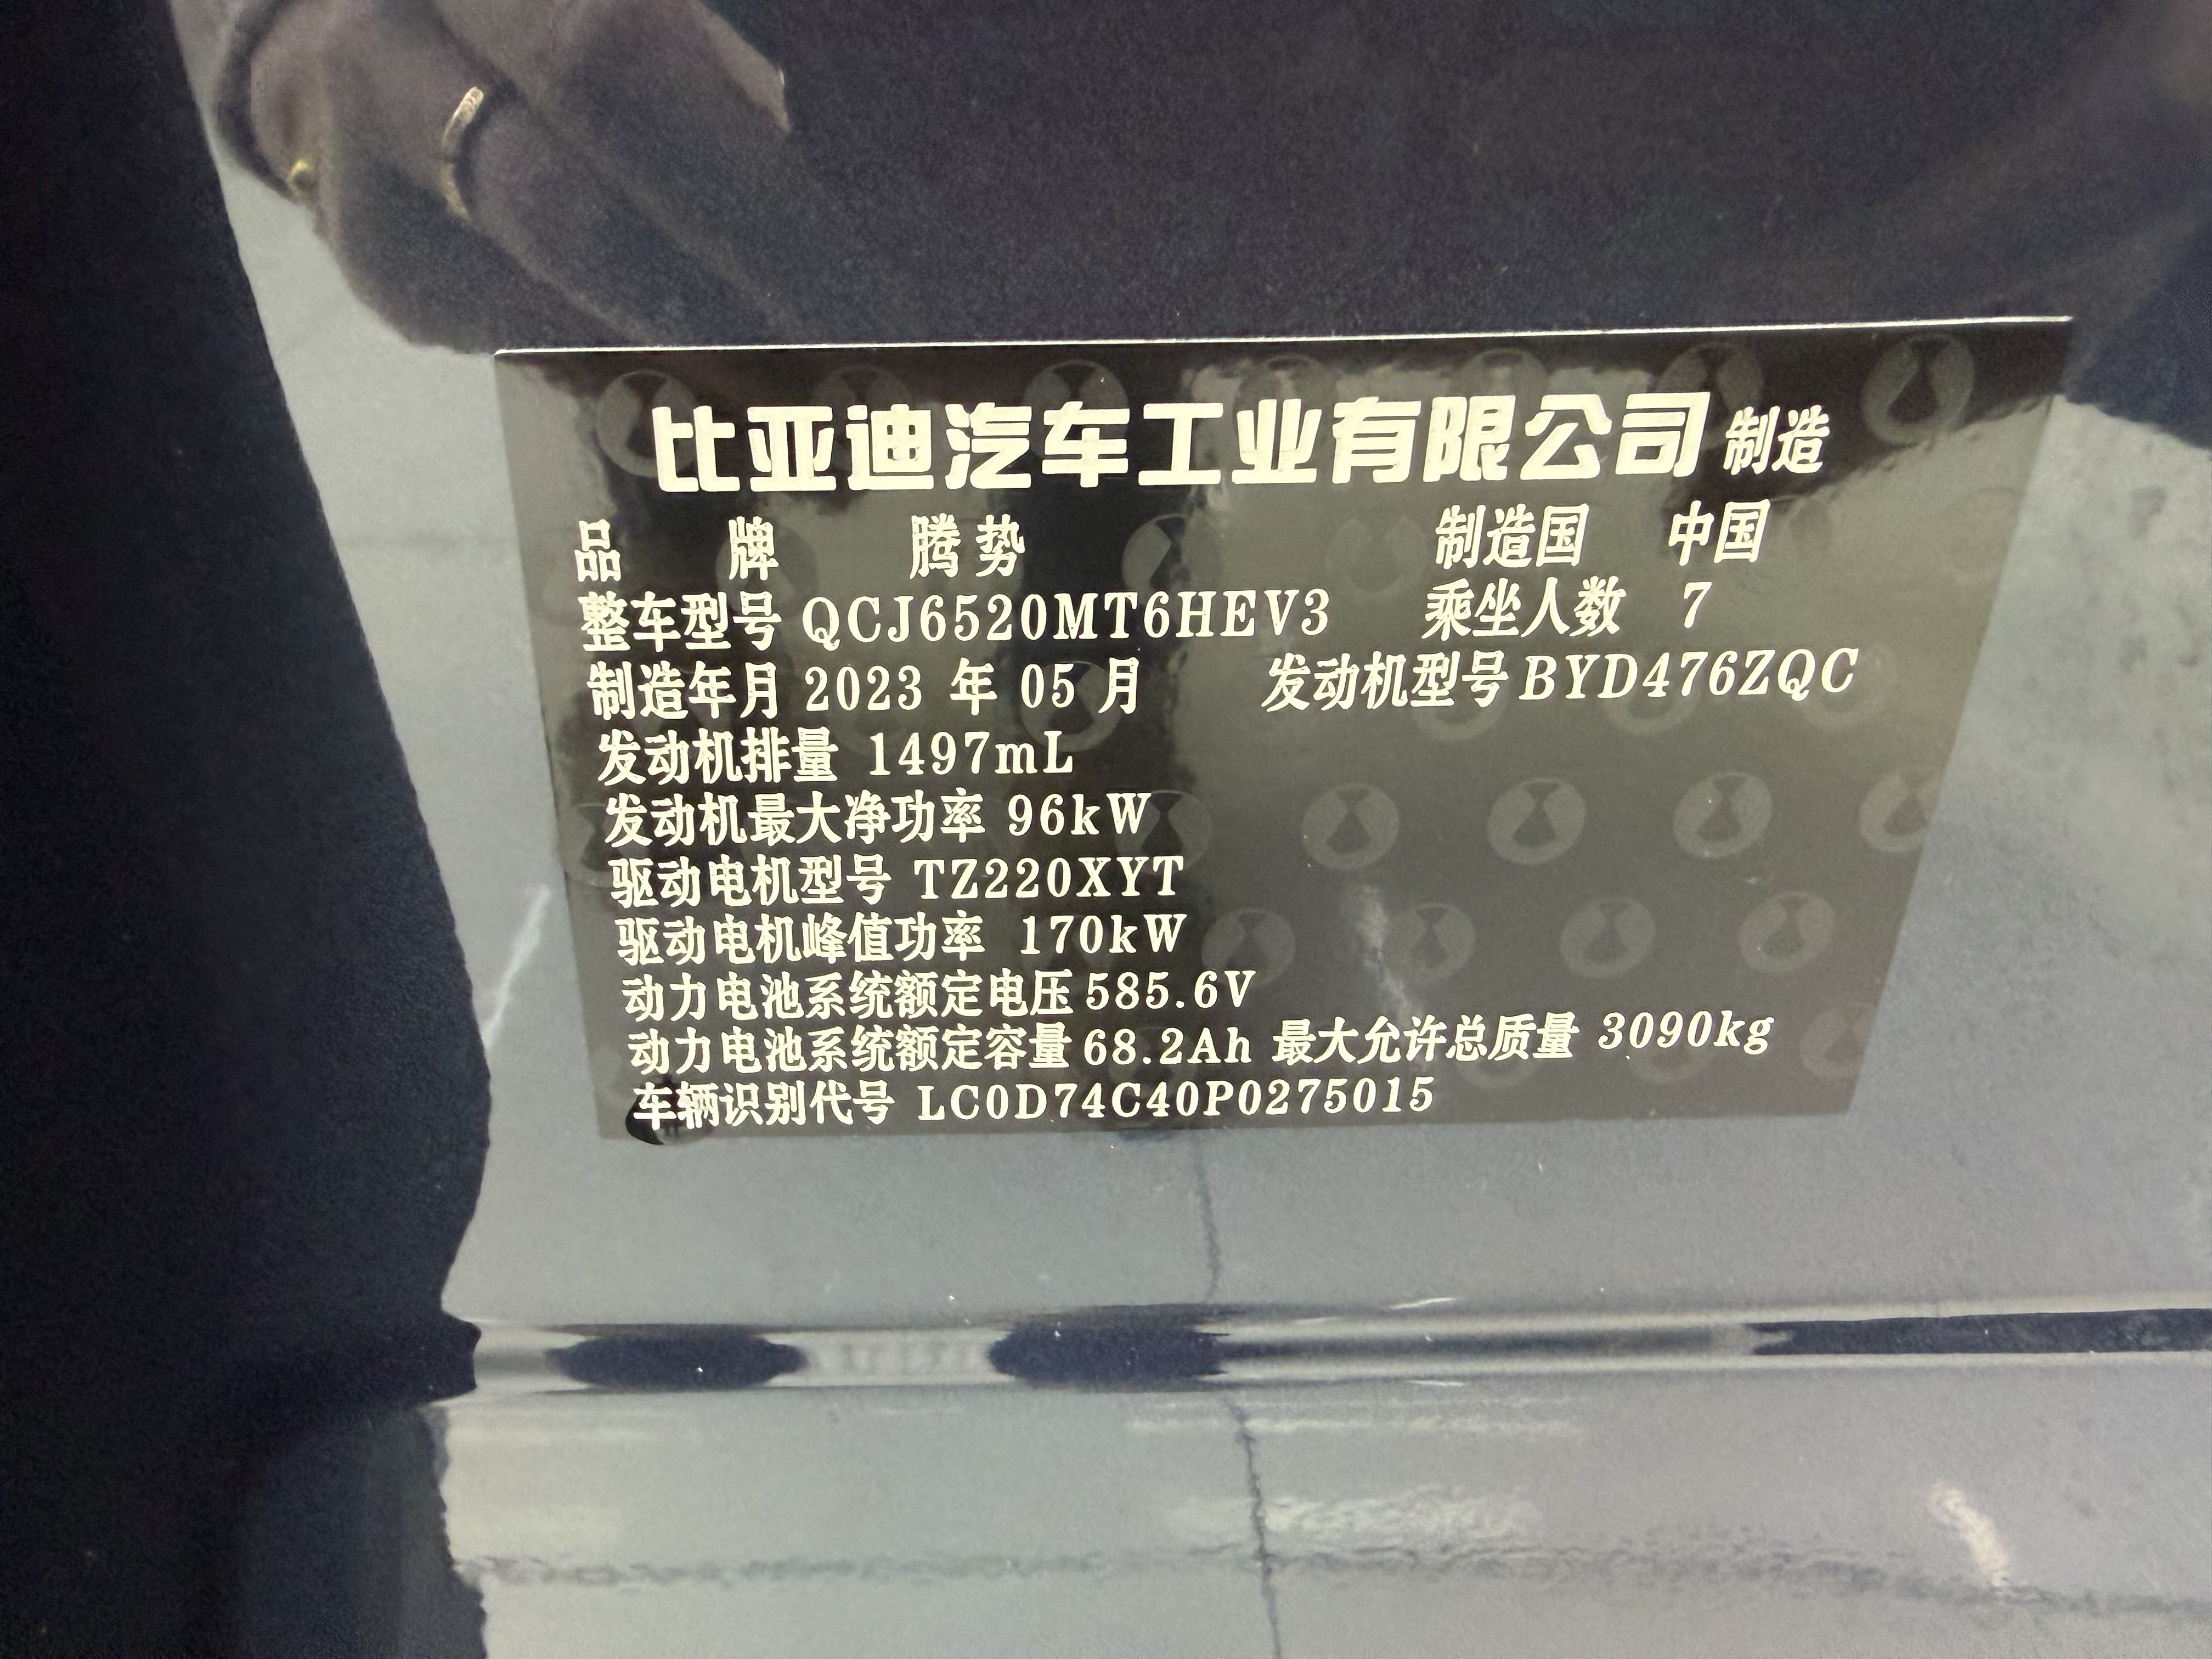 比亚迪汽车工业有限公司 制造
品 牌 腾势 制造国 中国
整车型号 QCJ6520MT6HEV3 乘坐人数 7
制造年月 2023 年 05 月 发动机型号 BYD476ZQC
发动机排量 1497mL
发动机最大净功率 96kW
驱动电机型号 TZ220XYT
驱动电机峰值功率 170kW
动力电池系统额定电压 585.6V
动力电池系统额定容量 68.2Ah 最大允许总质量 3090kg
车辆识别代号 LC0D74C40P0275015